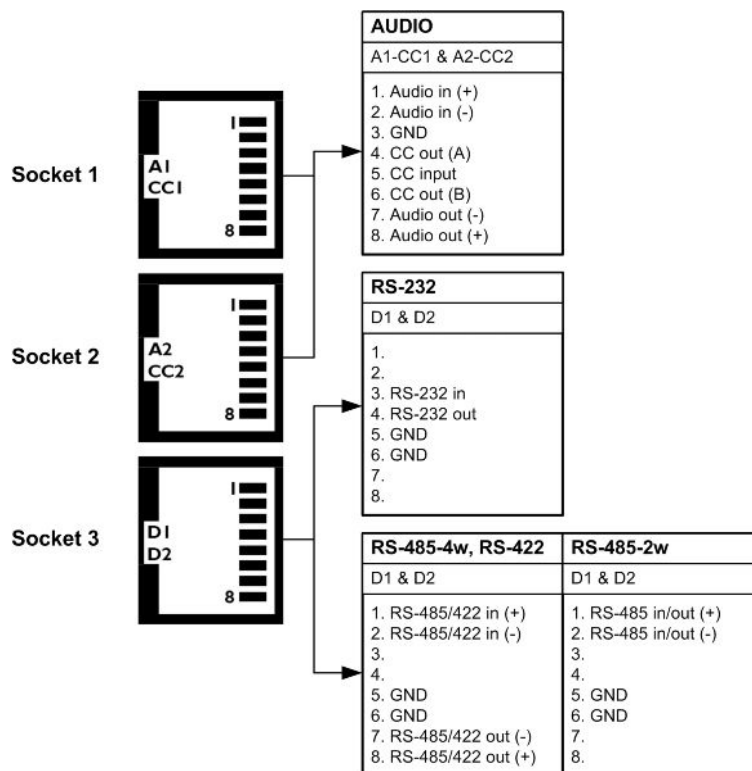 Socket 1
1
A1
CC1
8
Socket 2
1
A2
CC2
8
Socket 3
1
D1
D2
8
AUDIO
A1-CC1 & A2-CC2
1. Audio in (+)
2. Audio in (-)
3. GND
4. CC out (A)
5. CC input
6. CC out (B)
7. Audio out (-)
8. Audio out (+)
RS-232
D1 & D2
1.
2.
3. RS-232 in
4. RS-232 out
5. GND
6. GND
7.
8.
RS-485-4w, RS-422
D1 & D2
1. RS-485/422 in (+)
2. RS-485/422 in (-)
3.
4.
5. GND
6. GND
7. RS-485/422 out (-)
8. RS-485/422 out (+)
RS-485-2w
D1 & D2
1. RS-485 in/out (+)
2. RS-485 in/out (-)
3.
4.
5. GND
6. GND
7.
8.